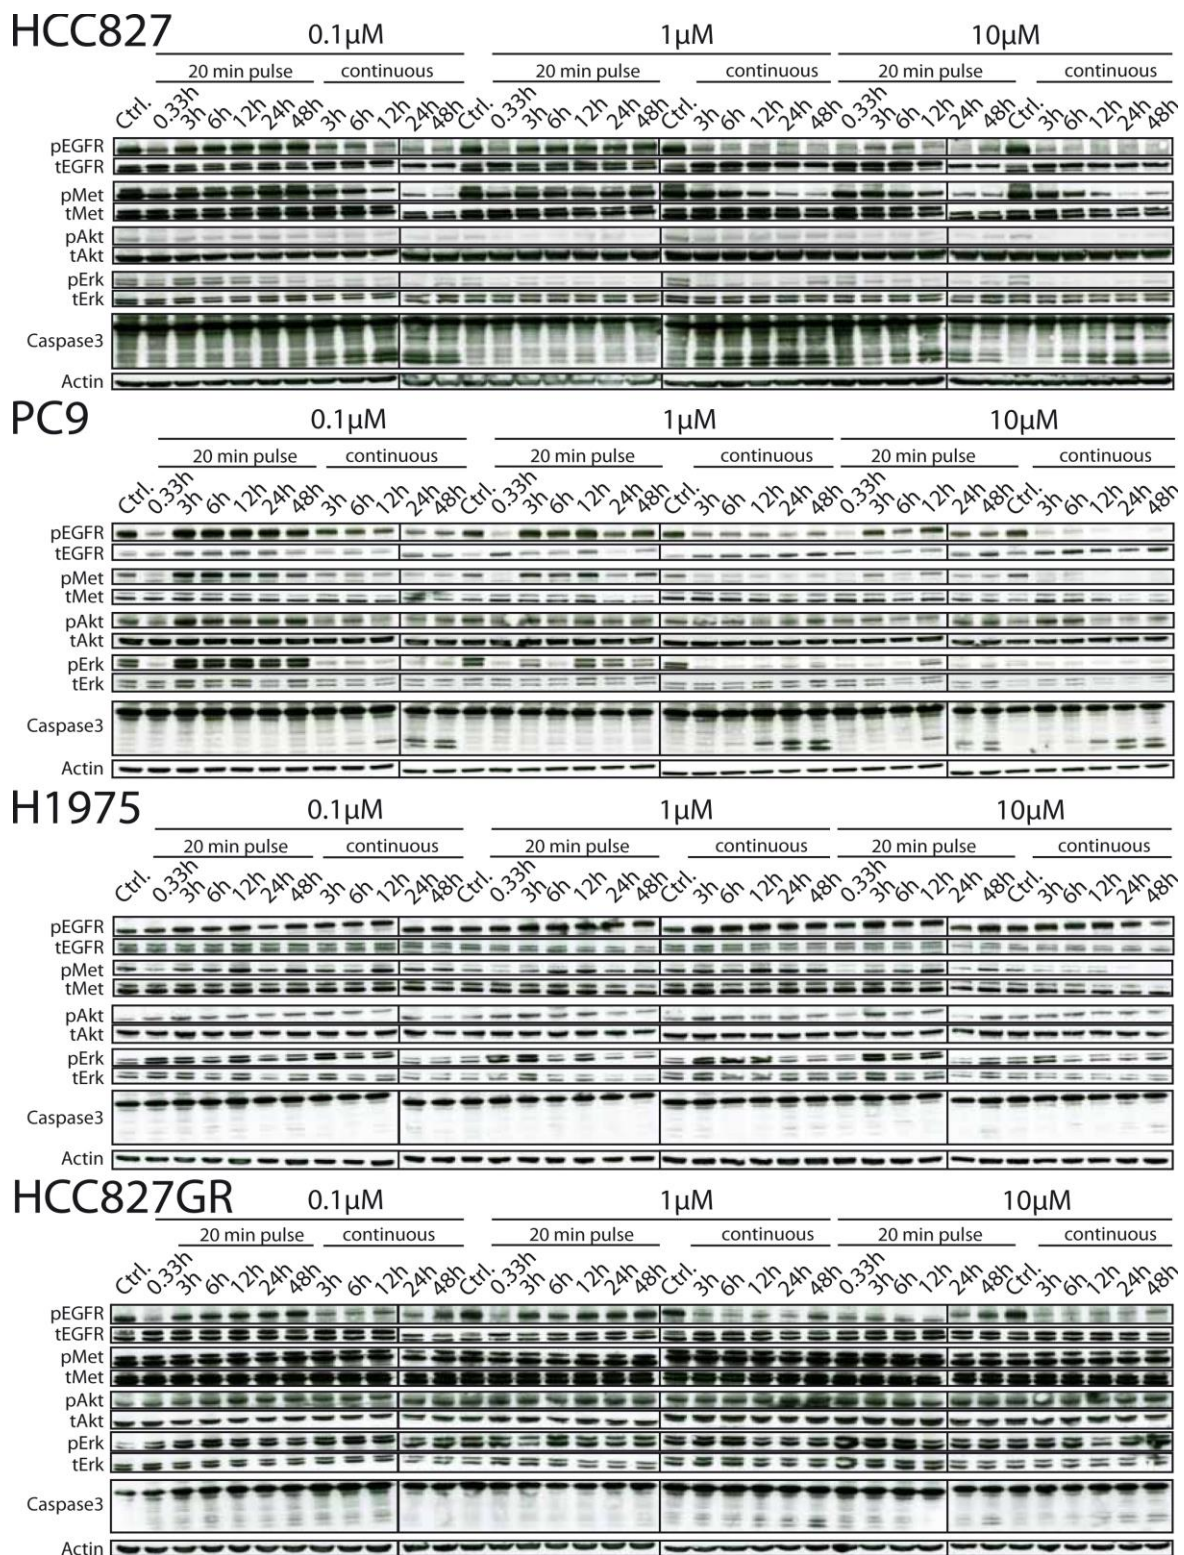 HCC827
0.1μM 1μM 10μM
20 min pulse continuous 20 min pulse continuous 20 min pulse continuous
Ctrl. 0.33h 3h 6h 12h 24h 48h 3h 6h 12h 24h 48h Ctrl. 0.33h 3h 6h 12h 24h 48h Ctrl. 3h 6h 12h 24h 48h 0.33h 3h 6h 12h 24h 48h Ctrl. 3h 6h 12h 24h 48h
pEGFR
tEGFR
pMet
tMet
pAkt
tAkt
pErk
tErk
Caspase3
Actin
PC9
0.1μM 1μM 10μM
20 min pulse continuous 20 min pulse continuous 20 min pulse continuous
Ctrl. 0.33h 3h 6h 12h 24h 48h 3h 6h 12h 24h 48h Ctrl. 0.33h 3h 6h 12h 24h 48h Ctrl. 3h 6h 12h 24h 48h 0.33h 3h 6h 12h 24h 48h Ctrl. 3h 6h 12h 24h 48h
pEGFR
tEGFR
pMet
tMet
pAkt
tAkt
pErk
tErk
Caspase3
Actin
H1975
0.1μM 1μM 10μM
20 min pulse continuous 20 min pulse continuous 20 min pulse continuous
Ctrl. 0.33h 3h 6h 12h 24h 48h 3h 6h 12h 24h 48h Ctrl. 0.33h 3h 6h 12h 24h 48h Ctrl. 3h 6h 12h 24h 48h 0.33h 3h 6h 12h 24h 48h Ctrl. 3h 6h 12h 24h 48h
pEGFR
tEGFR
pMet
tMet
pAkt
tAkt
pErk
tErk
Caspase3
Actin
HCC827GR
0.1μM 1μM 10μM
20 min pulse continuous 20 min pulse continuous 20 min pulse continuous
Ctrl. 0.33h 3h 6h 12h 24h 48h 3h 6h 12h 24h 48h Ctrl. 0.33h 3h 6h 12h 24h 48h Ctrl. 3h 6h 12h 24h 48h 0.33h 3h 6h 12h 24h 48h Ctrl. 3h 6h 12h 24h 48h
pEGFR
tEGFR
pMet
tMet
pAkt
tAkt
pErk
tErk
Caspase3
Actin